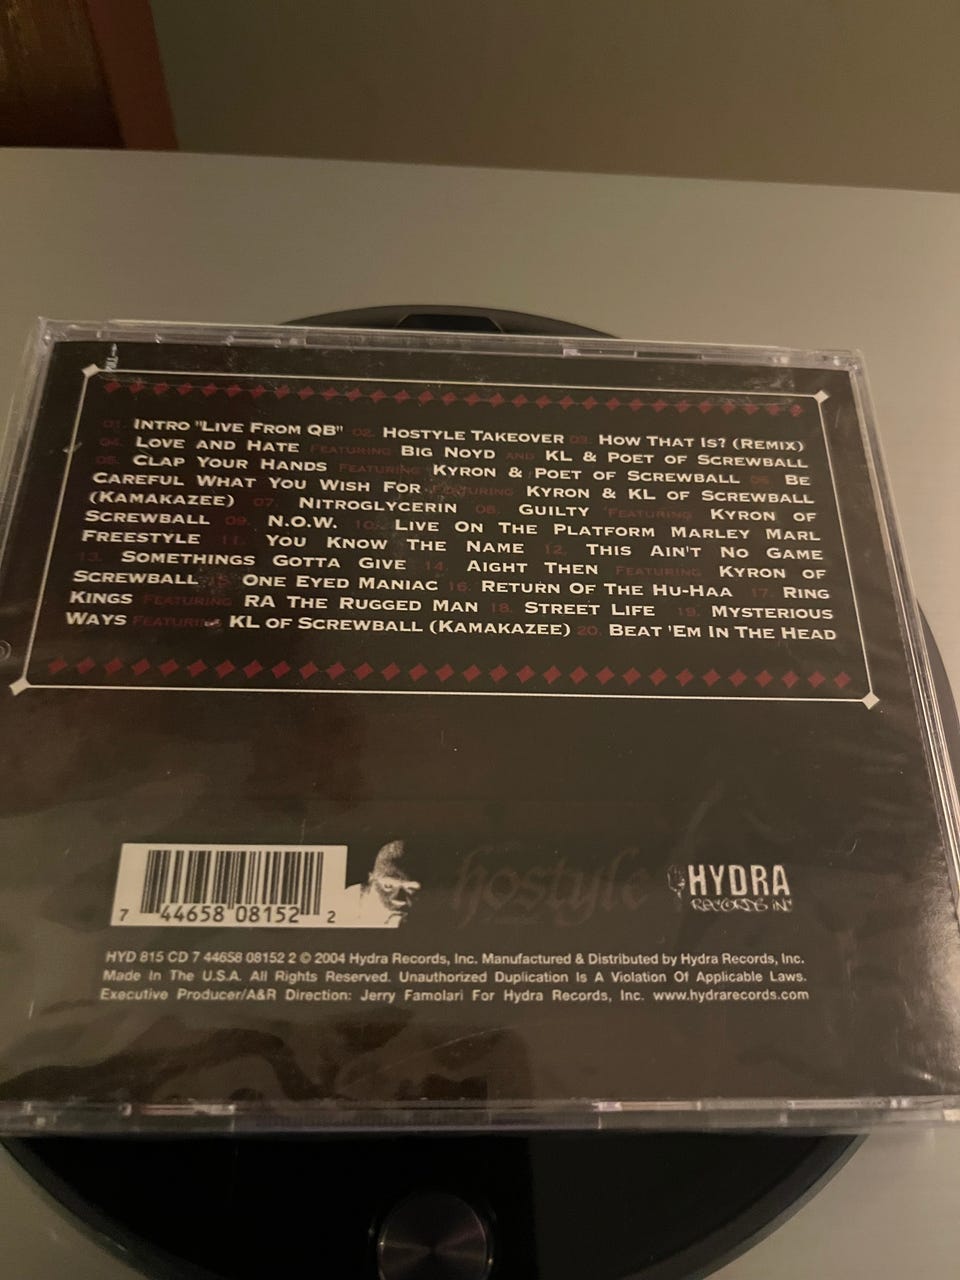 01. Intro "Live From QB" 02. Hostyle Takeover 03. How That Is? (Remix)
04. Love and Hate Featuring Big Noyd and KL & Poet of Screwball
05. Clap Your Hands Featuring Kyron & Poet of Screwball 06. Be
Careful What You Wish For Featuring Kyron & KL of Screwball
(Kamakazee) 07. Nitroglycerin 08. Guilty Featuring Kyron of
Screwball 09. N.O.W. 10. Live On The Platform Marley Marl
Freestyle 11. You Know The Name 12. This Ain't No Game
13. Somethings Gotta Give 14. Aight Then Featuring Kyron of
Screwball 15. One Eyed Maniac 16. Return Of The Hu-Haa 17. Ring
Kings Featuring RA The Rugged Man 18. Street Life 19. Mysterious
Ways Featuring KL of Screwball (Kamakazee) 20. Beat 'Em In The Head
hostyle
HYDRA
RECORDS INC
7 44658 08152 2
HYD 815 CD 7 44658 08152 2 © 2004 Hydra Records, Inc. Manufactured & Distributed by Hydra Records, Inc.
Made In The U.S.A. All Rights Reserved. Unauthorized Duplication Is A Violation Of Applicable Laws.
Executive Producer/A&R Direction: Jerry Famolari For Hydra Records, Inc. www.hydrarecords.com